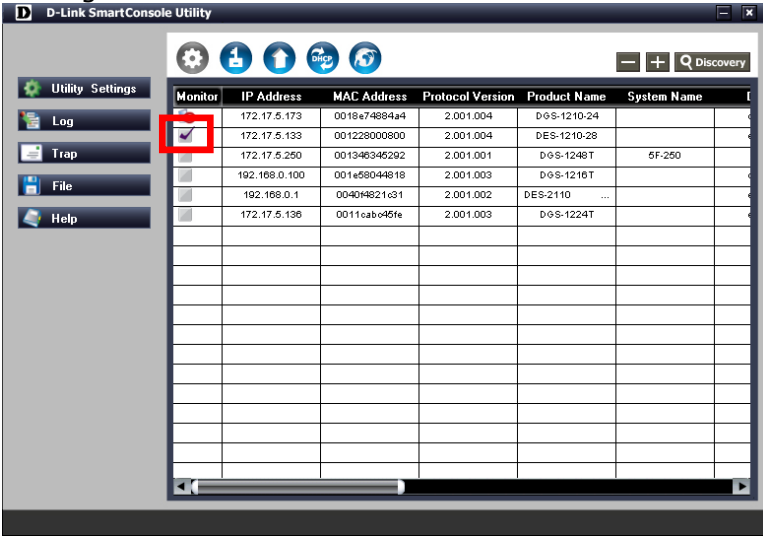 D D-Link SmartConsole Utility
DHCP
Discovery
Utility Settings
Log
Trap
File
Help
Monitor IP Address MAC Address Protocol Version Product Name System Name
172.17.5.173 0018e74884a4 2.001.004 DGS-1210-24
172.17.5.133 001228000800 2.001.004 DES-1210-28
172.17.5.250 001346345292 2.001.001 DGS-1248T 5F-250
192.168.0.100 001e58044818 2.001.003 DGS-1216T
192.168.0.1 0040f4821c31 2.001.002 DES-2110 ...
172.17.5.136 0011cabc45fe 2.001.003 DGS-1224T